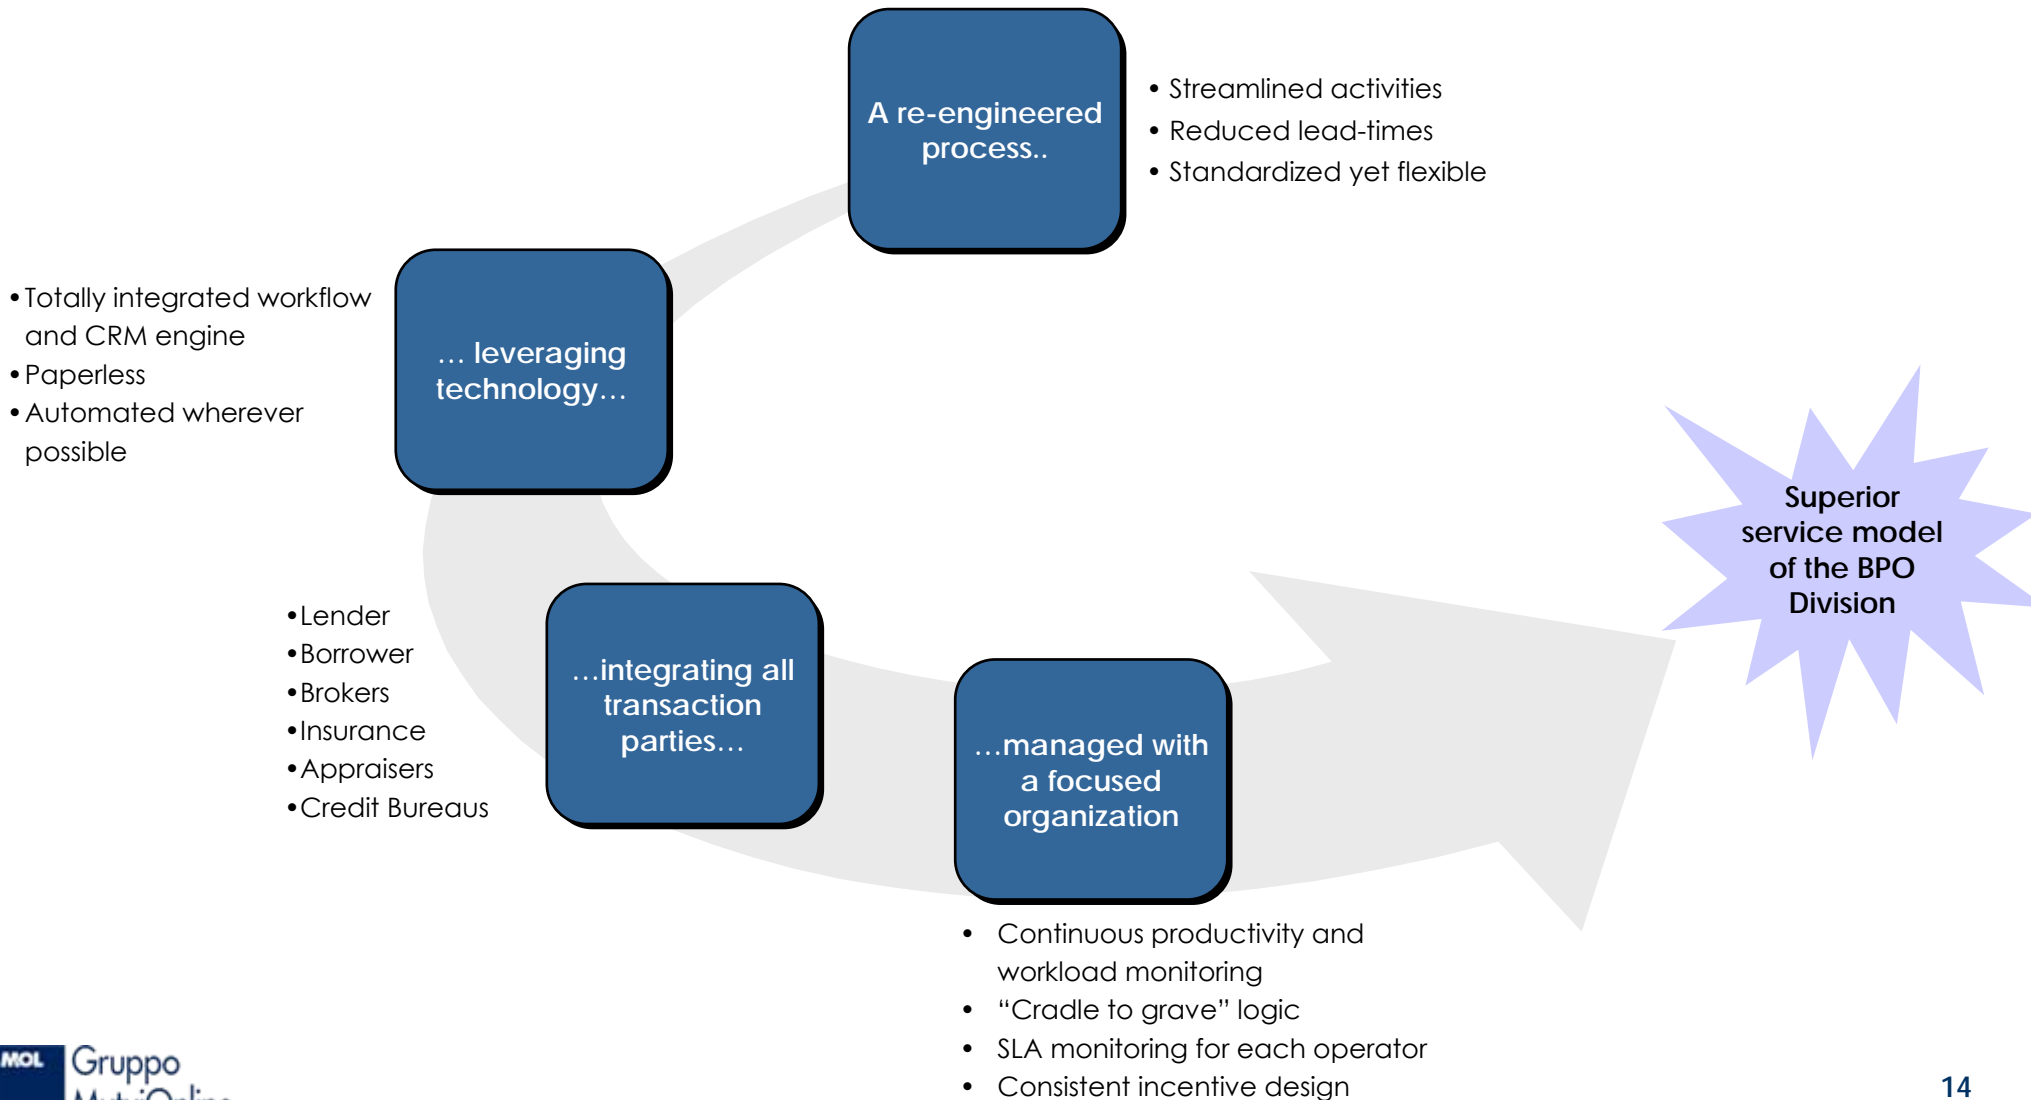 A re-engineered
process..
• Streamlined activities
• Reduced lead-times
• Standardized yet flexible
•Totally integrated workflow
and CRM engine
•Paperless
•Automated wherever
possible
… leveraging
technology…
•Lender
•Borrower
•Brokers
•Insurance
•Appraisers
•Credit Bureaus
…integrating all
transaction
parties…
…managed with
a focused
organization
• Continuous productivity and
workload monitoring
• “Cradle to grave” logic
• SLA monitoring for each operator
• Consistent incentive design
Superior
service model
of the BPO
Division
MOL
Gruppo
MutuiOnline
14